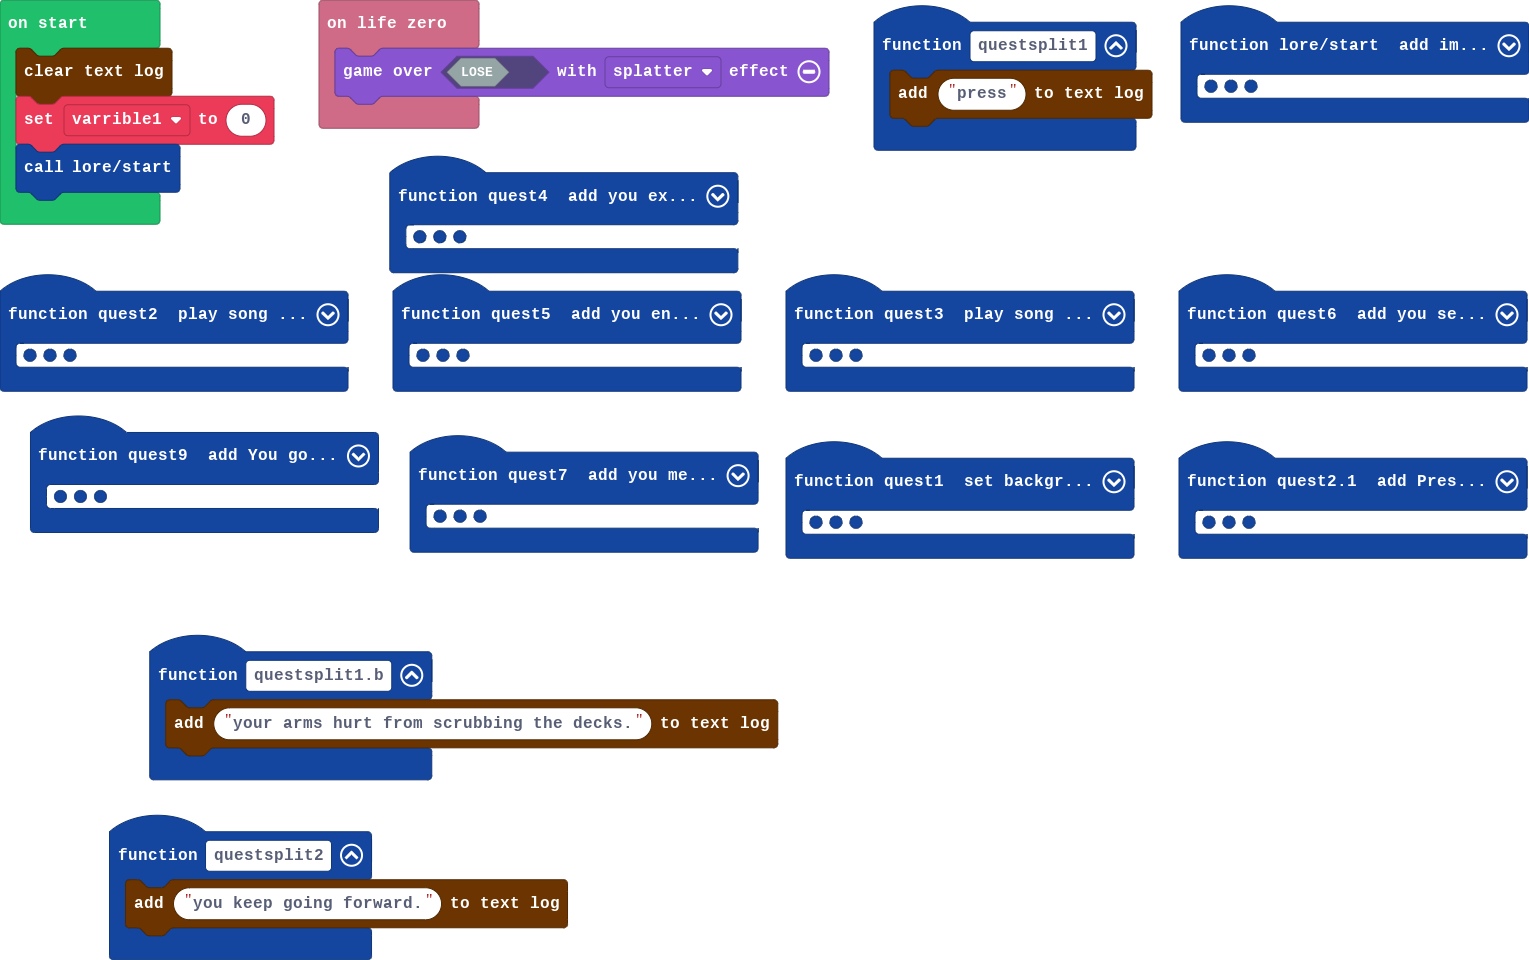 on start
clear text log
set varrible1 to 0
call lore/start
on life zero
game over LOSE with splatter effect
function questsplit1
add "press" to text log
function lore/start add im...
function quest4 add you ex...
function quest2 play song ...
function quest5 add you en...
function quest3 play song ...
function quest6 add you se...
function quest9 add You go...
function quest7 add you me...
function quest1 set backgr...
function quest2.1 add Pres...
function questsplit1.b
add "your arms hurt from scrubbing the decks." to text log
function questsplit2
add "you keep going forward." to text log